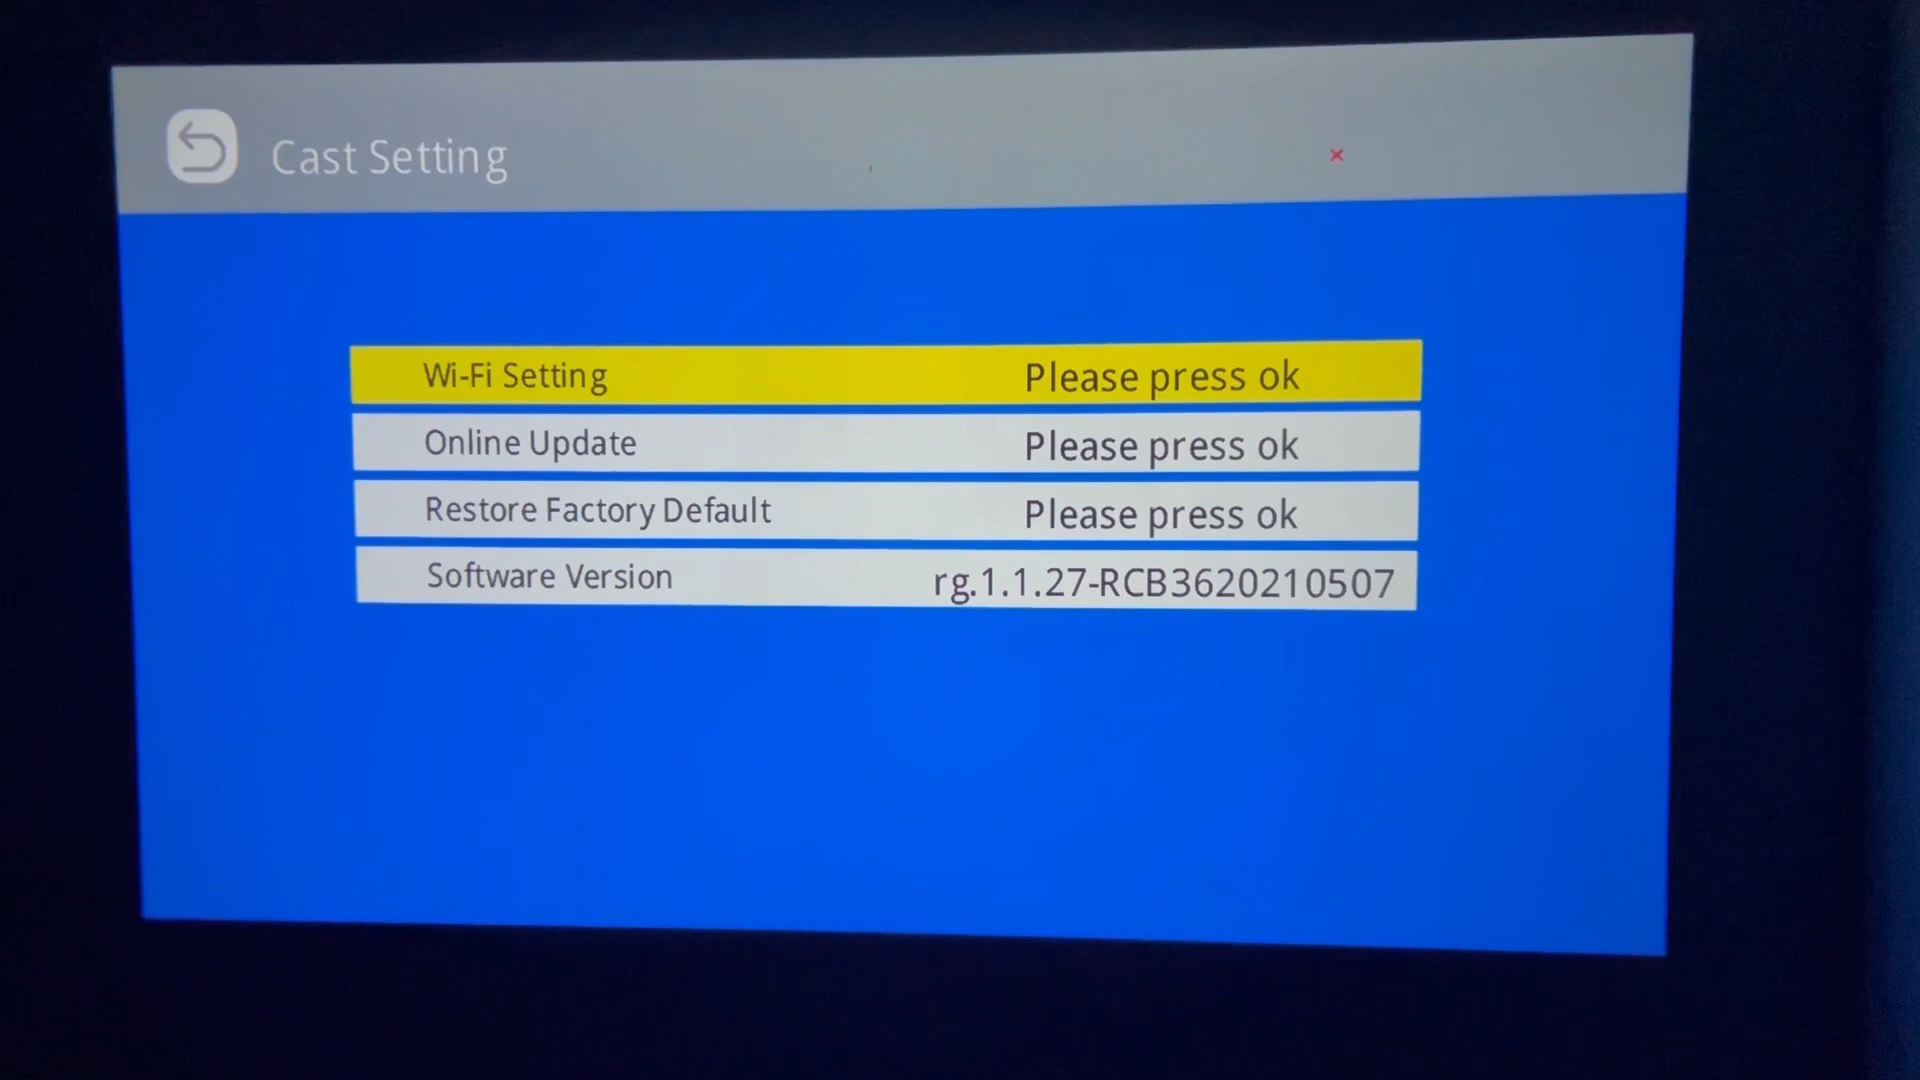 Cast Setting
Wi-Fi Setting Please press ok
Online Update Please press ok
Restore Factory Default Please press ok
Software Version rg.1.1.27-RCB3620210507